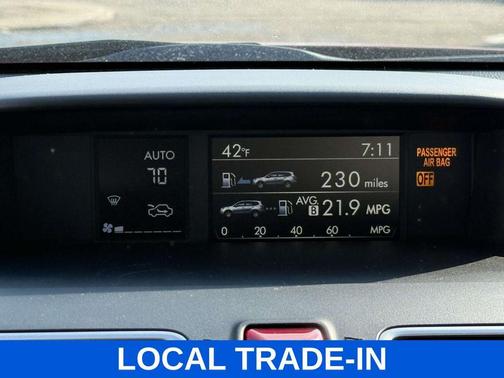 AUTO
70
42°F 7:11
230 miles
AVG.
B 21.9 MPG
0 20 40 60 MPG
PASSENGER
AIR BAG
OFF
LOCAL TRADE-IN